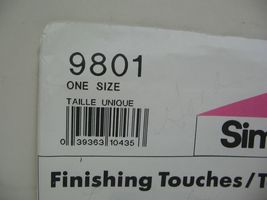 9801
ONE SIZE
TAILLE UNIQUE
0 39363 10435
Sim
Finishing Touches/T